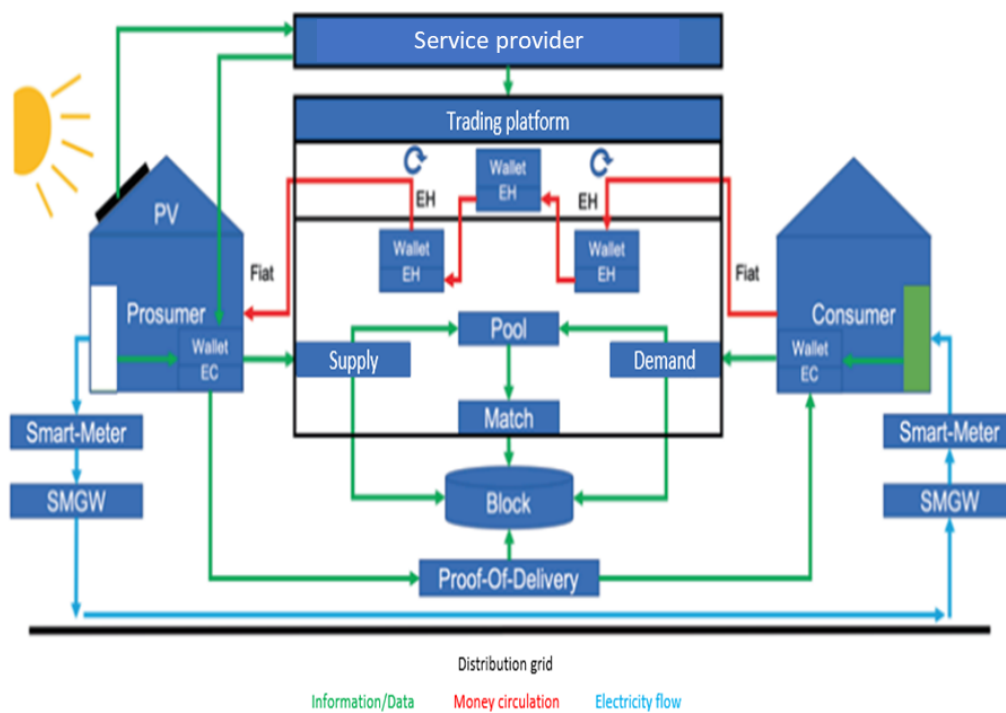 Service provider
Trading platform
Wallet
EH
EH
EH
PV
Wallet
EH
Wallet
EH
Fiat
Fiat
Prosumer
Consumer
Pool
Wallet
EC
Supply
Demand
Wallet
EC
Match
Smart-Meter
Smart-Meter
SMGW
Block
SMGW
Proof-Of-Delivery
Distribution grid
Information/Data Money circulation Electricity flow